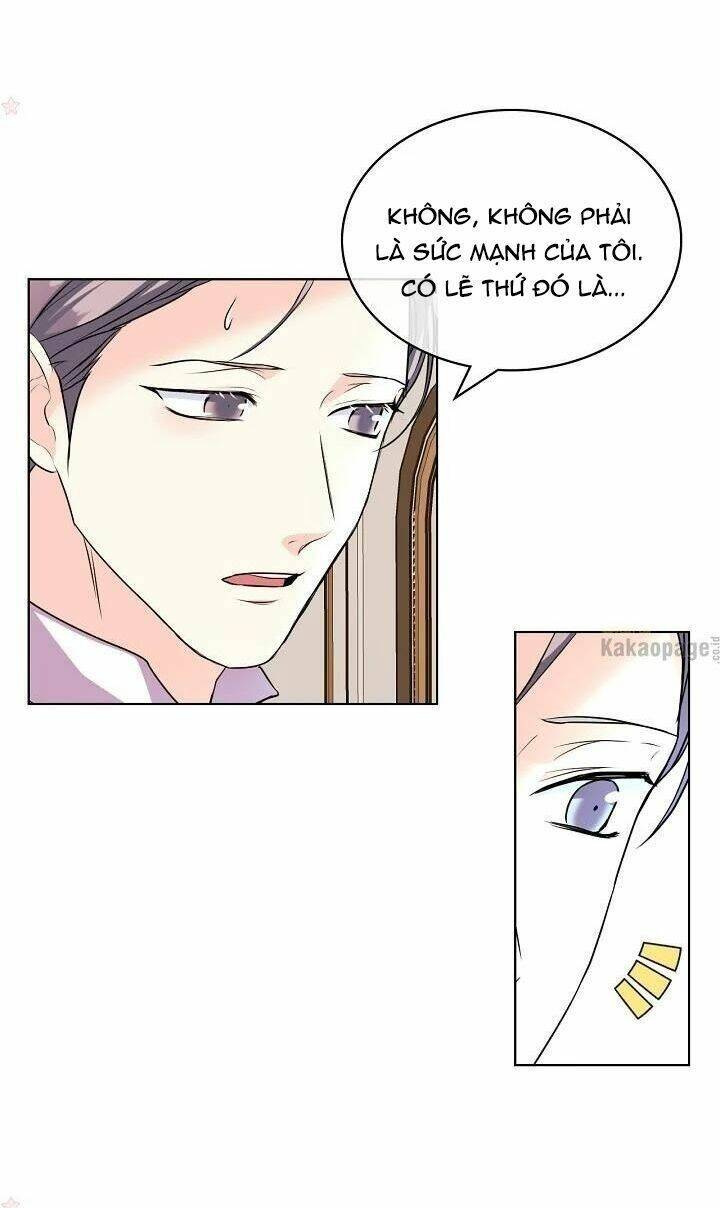 KHÔNG, KHÔNG PHẢI
LÀ SỨC MẠNH CỦA TÔI.
CÓ LẼ THỨ ĐÓ LÀ...
Kakaopage